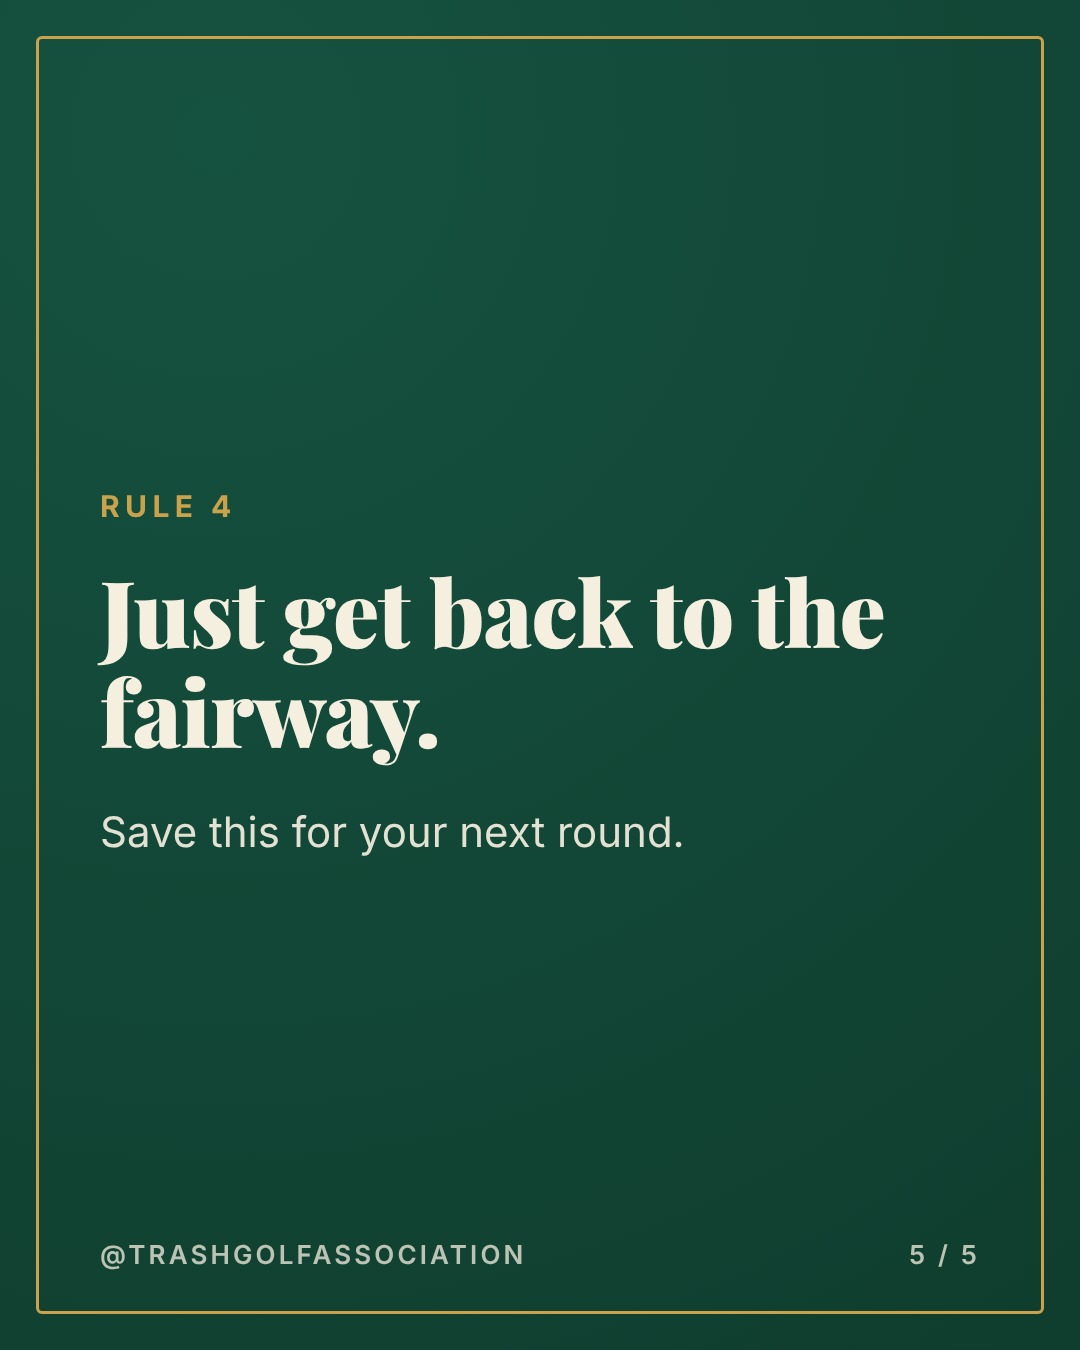 RULE 4
Just get back to the
fairway.
Save this for your next round.
@TRASHGOLFASSOCIATION
5 / 5